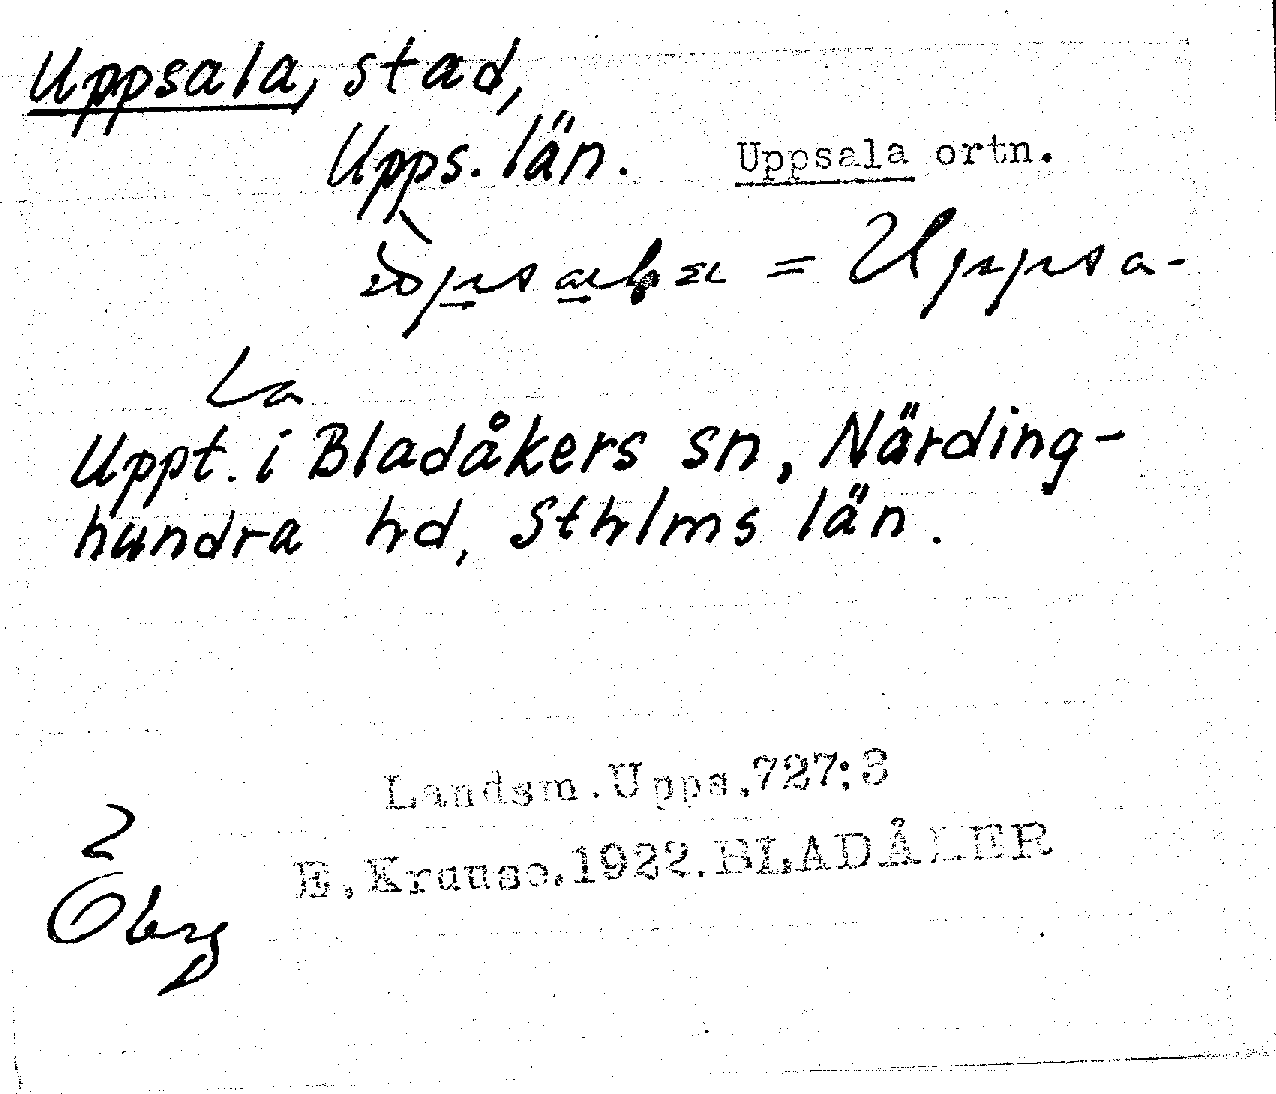 Uppsala, stad,
Upps. län. Uppsala ortn.
= Uppsa-
la
Uppt. i Bladåkers sn, Närding-
hundra hd, Sthlms län.
Landsm. Upps. 727:3
E. Krause. 1922. BLADÅKER